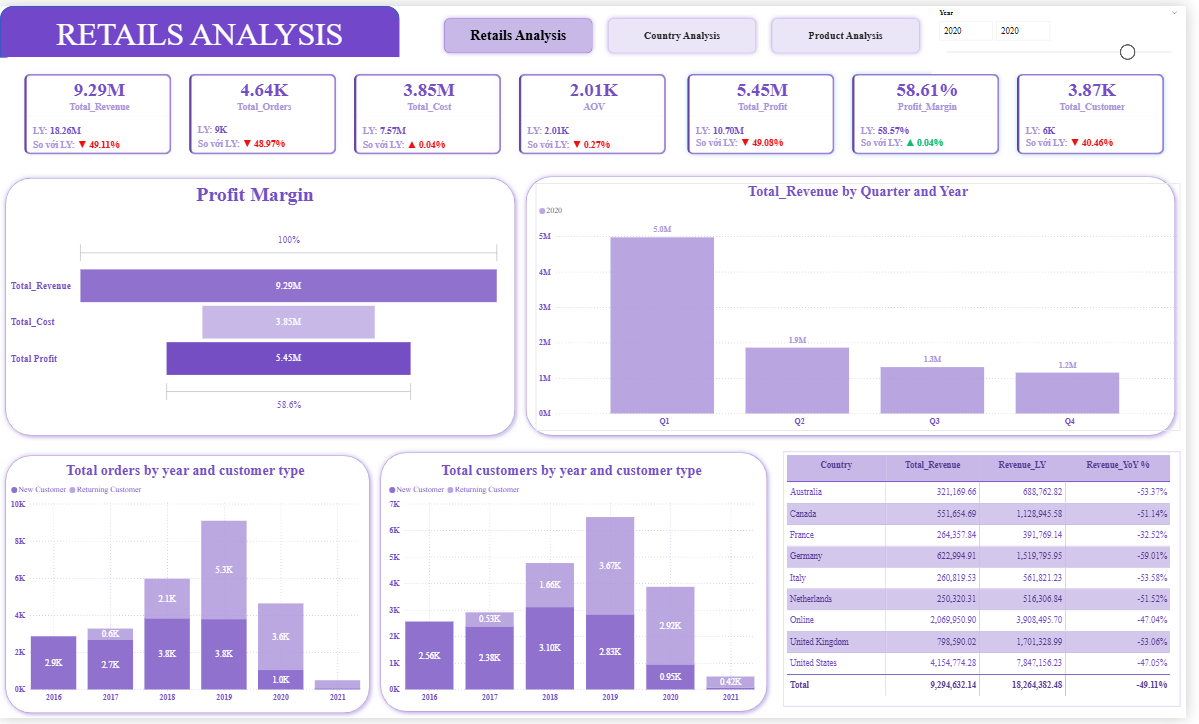 RETAILS ANALYSIS
Retails Analysis
Country Analysis
Product Analysis
Year
2020 2020
9.29M
Total_Revenue
LY: 18.26M
So với LY: ▼ 49.11%
4.64K
Total_Orders
LY: 9K
So với LY: ▼ 48.97%
3.85M
Total_Cost
LY: 7.57M
So với LY: ▲ 0.04%
2.01K
AOV
LY: 2.01K
So với LY: ▼ 0.27%
5.45M
Total_Profit
LY: 10.70M
So với LY: ▼ 49.08%
58.61%
Profit_Margin
LY: 58.57%
So với LY: ▲ 0.04%
3.87K
Total_Customer
LY: 6K
So với LY: ▼ 40.46%
Profit Margin
100%
Total_Revenue 9.29M
Total_Cost 3.85M
Total Profit 5.45M
58.6%
Total_Revenue by Quarter and Year
2020
5M
4M
3M
2M
1M
0M
5.0M
1.9M
1.3M
1.2M
Q1 Q2 Q3 Q4
Total orders by year and customer type
New Customer Returning Customer
10K
8K
6K
4K
2K
0K
2.9K
0.6K
2.7K
2.1K
3.8K
5.3K
3.8K
3.6K
1.0K
2016 2017 2018 2019 2020 2021
Total customers by year and customer type
New Customer Returning Customer
7K
6K
5K
4K
3K
2K
1K
0K
2.56K
0.53K
2.38K
1.66K
3.10K
3.67K
2.83K
2.92K
0.95K
0.42K
2016 2017 2018 2019 2020 2021
Country Total_Revenue Revenue_LY Revenue_YoY %
Australia 321,169.66 688,762.82 -53.37%
Canada 551,654.69 1,128,945.58 -51.14%
France 264,357.84 391,769.14 -32.52%
Germany 622,994.91 1,519,795.95 -59.01%
Italy 260,819.53 561,821.23 -53.58%
Netherlands 250,320.31 516,306.84 -51.52%
Online 2,069,950.90 3,908,495.70 -47.04%
United Kingdom 798,590.02 1,701,328.99 -53.06%
United States 4,154,774.28 7,847,156.23 -47.05%
Total 9,294,632.14 18,264,382.48 -49.11%